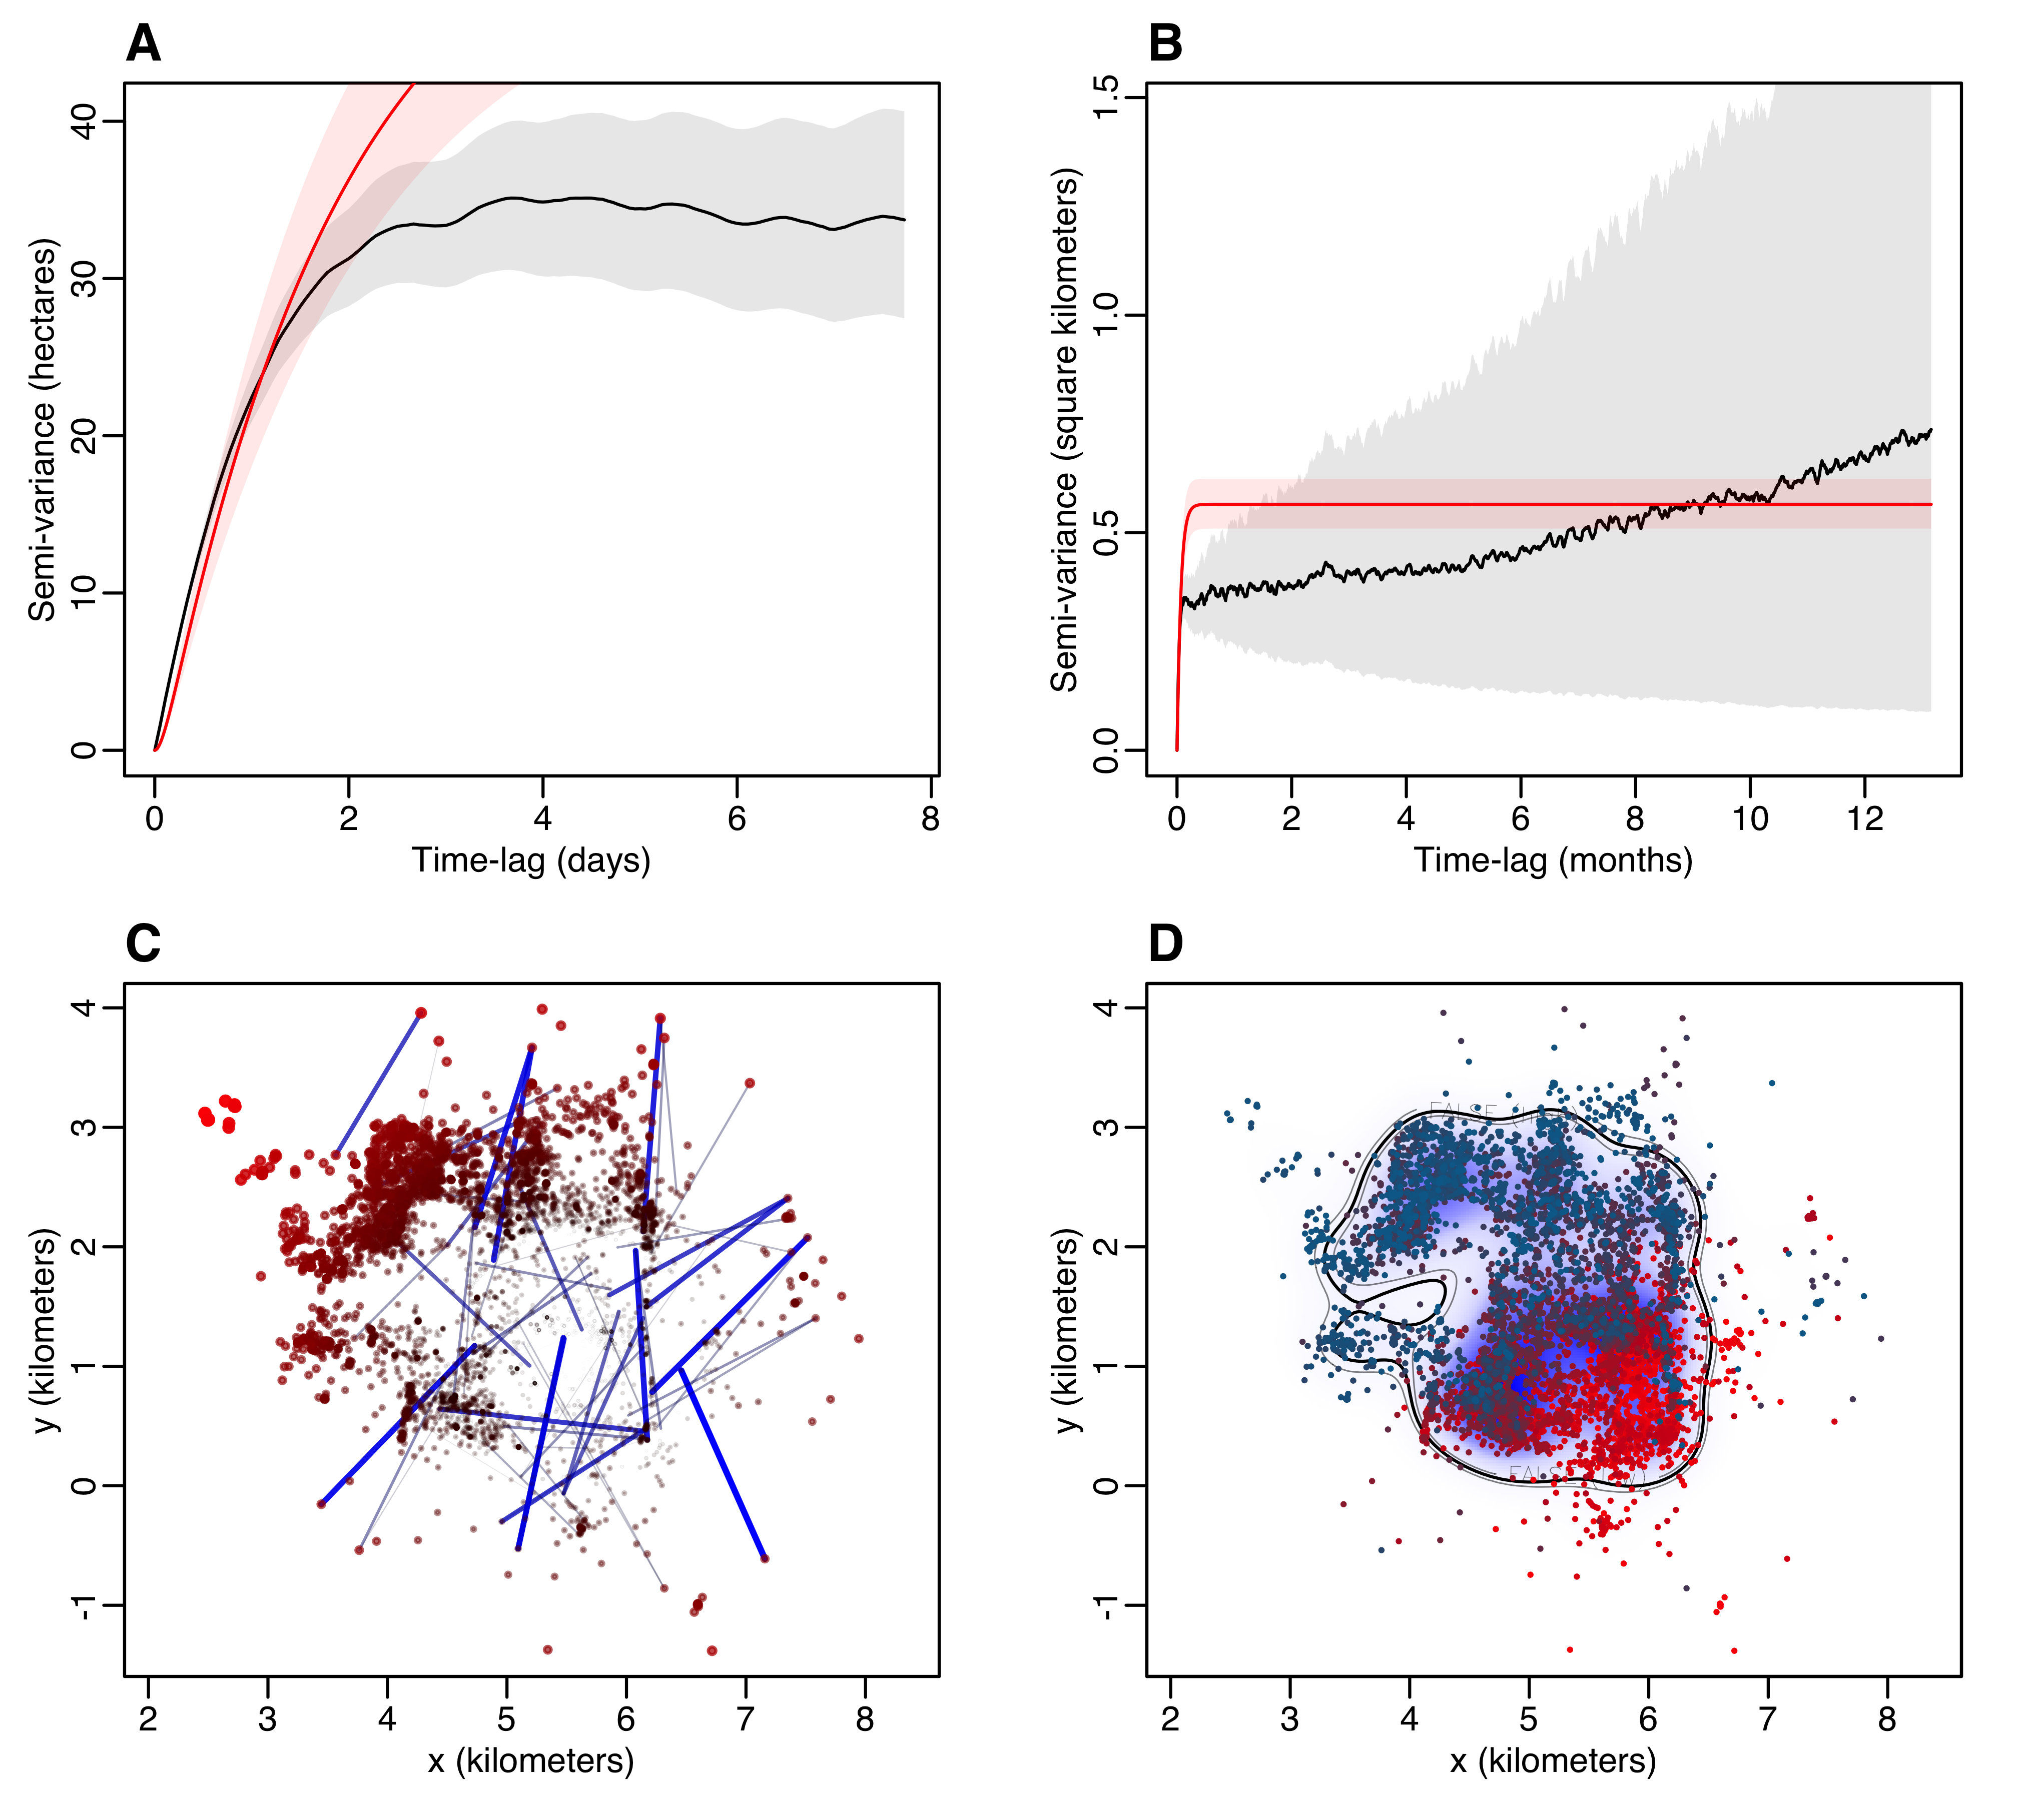 A
Semi-variance (hectares)
40
30
20
10
0
0 2 4 6 8
Time-lag (days)
B
Semi-variance (square kilometers)
1.5
1.0
0.5
0.0
0 2 4 6 8 10 12
Time-lag (months)
C
y (kilometers)
4
3
2
1
0
-1
2 3 4 5 6 7 8
x (kilometers)
D
y (kilometers)
4
3
2
1
0
-1
FALSE
FALSE
2 3 4 5 6 7 8
x (kilometers)